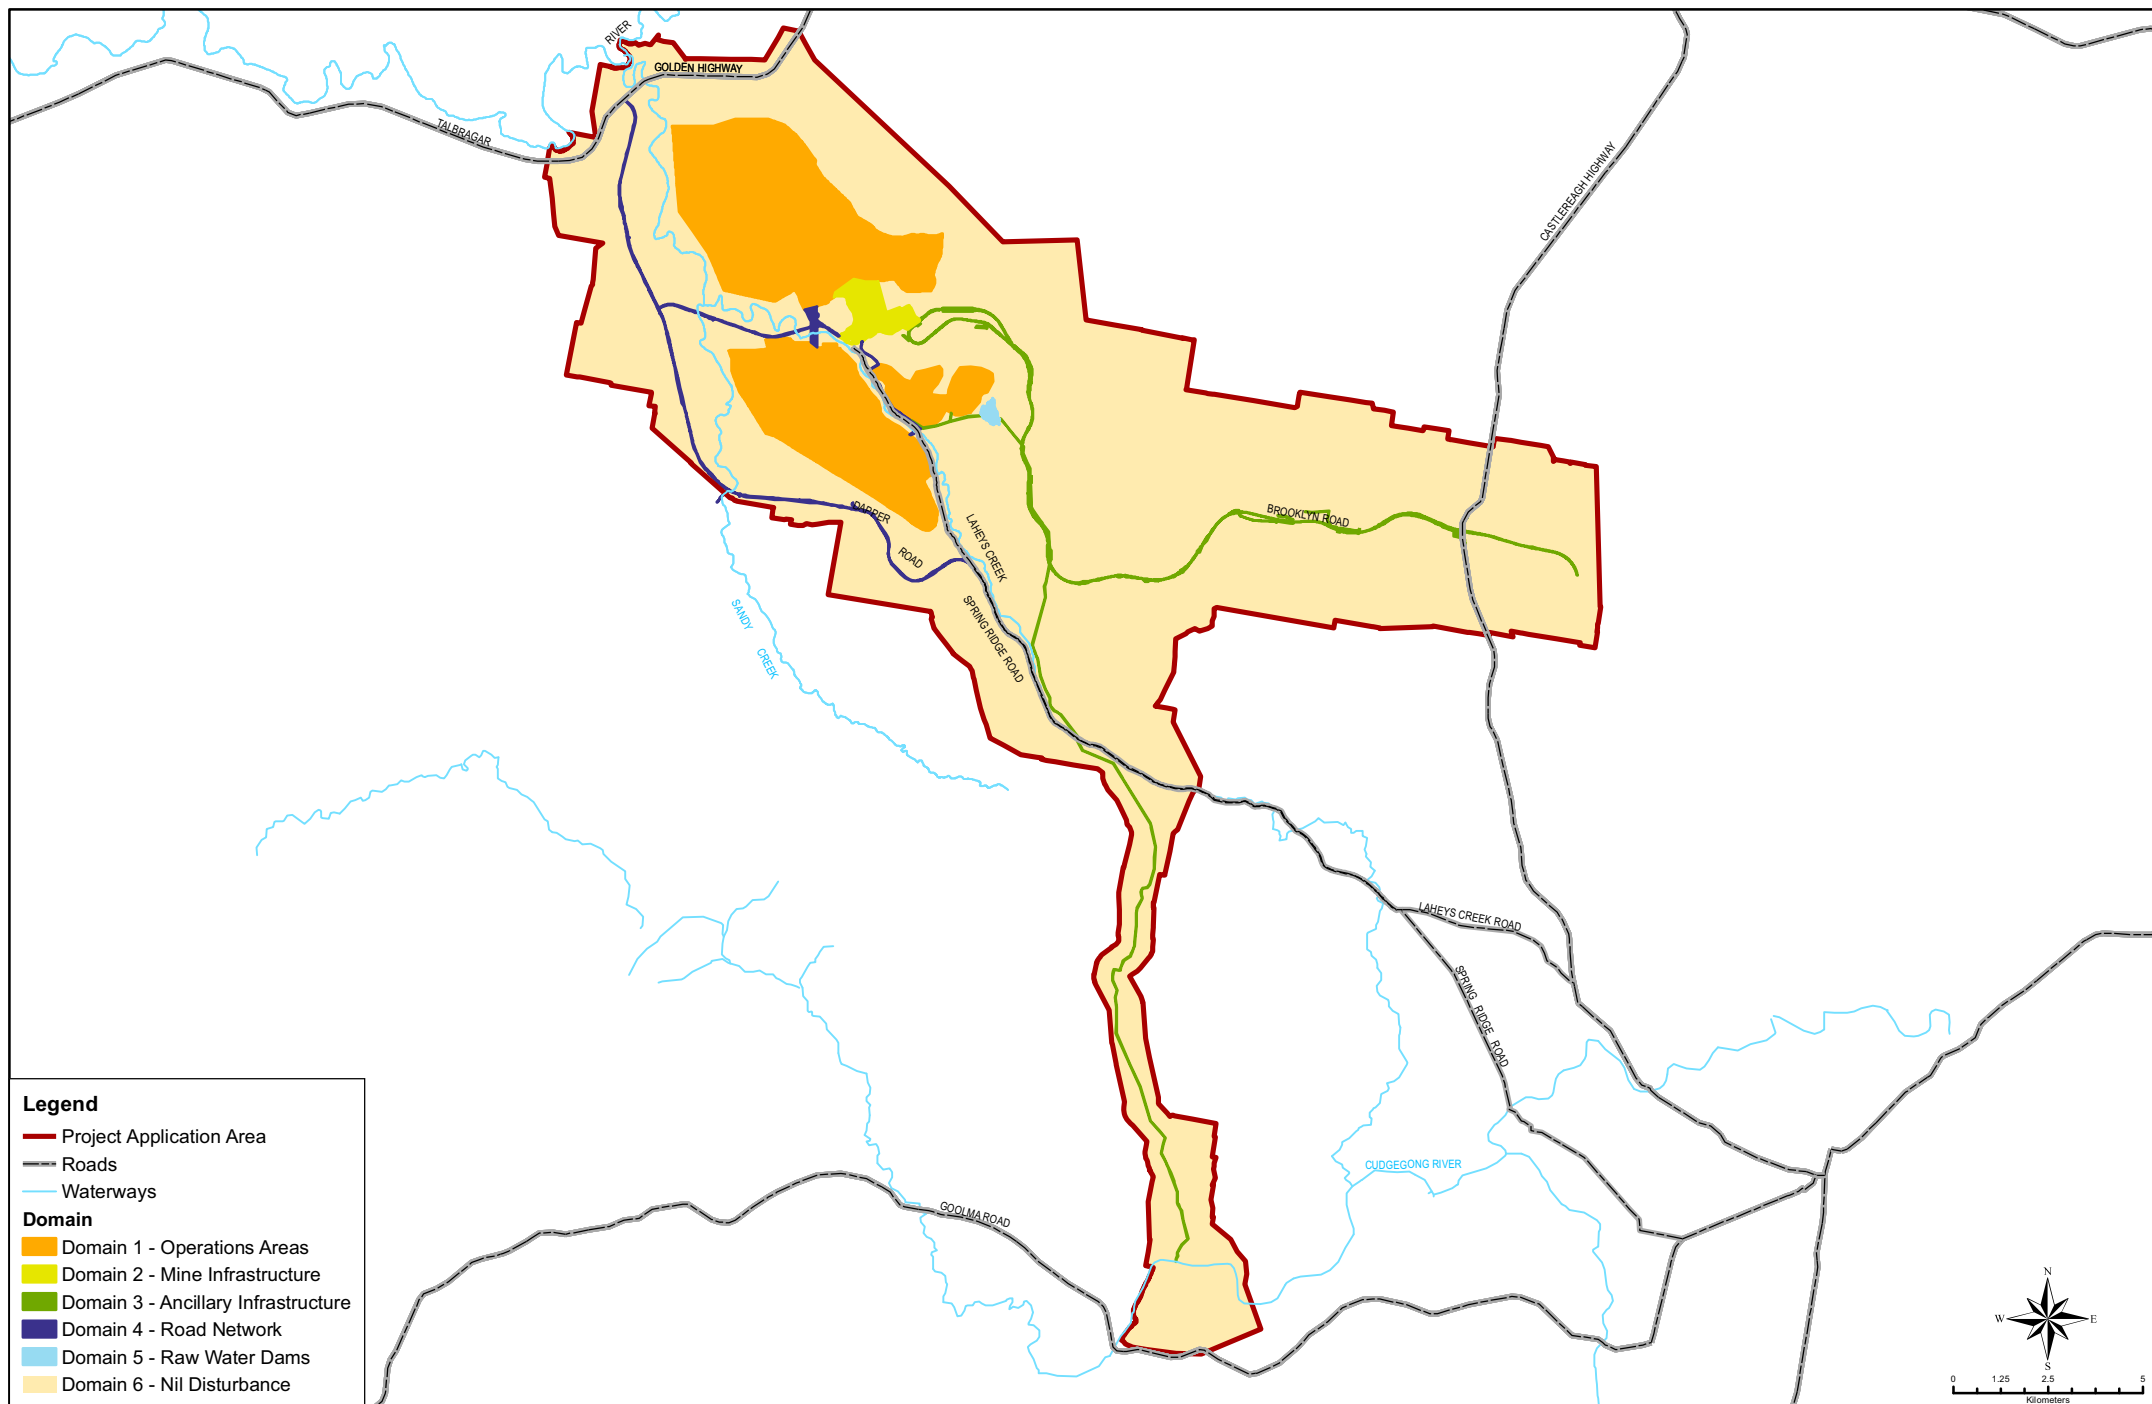 RIVER
GOLDEN HIGHWAY
TALBRAGAR
CASTLEREAGH HIGHWAY
DAPPER
ROAD
LAHEYS CREEK
BROOKLYN ROAD
SPRING RIDGE ROAD
SANDY
CREEK
LAHEYS CREEK ROAD
SPRING RIDGE ROAD
CUDGEGONG RIVER
GOOLMA ROAD
Legend
Project Application Area
Roads
Waterways
Domain
Domain 1 - Operations Areas
Domain 2 - Mine Infrastructure
Domain 3 - Ancillary Infrastructure
Domain 4 - Road Network
Domain 5 - Raw Water Dams
Domain 6 - Nil Disturbance
N
W E
S
0 1.25 2.5 5
Kilometers